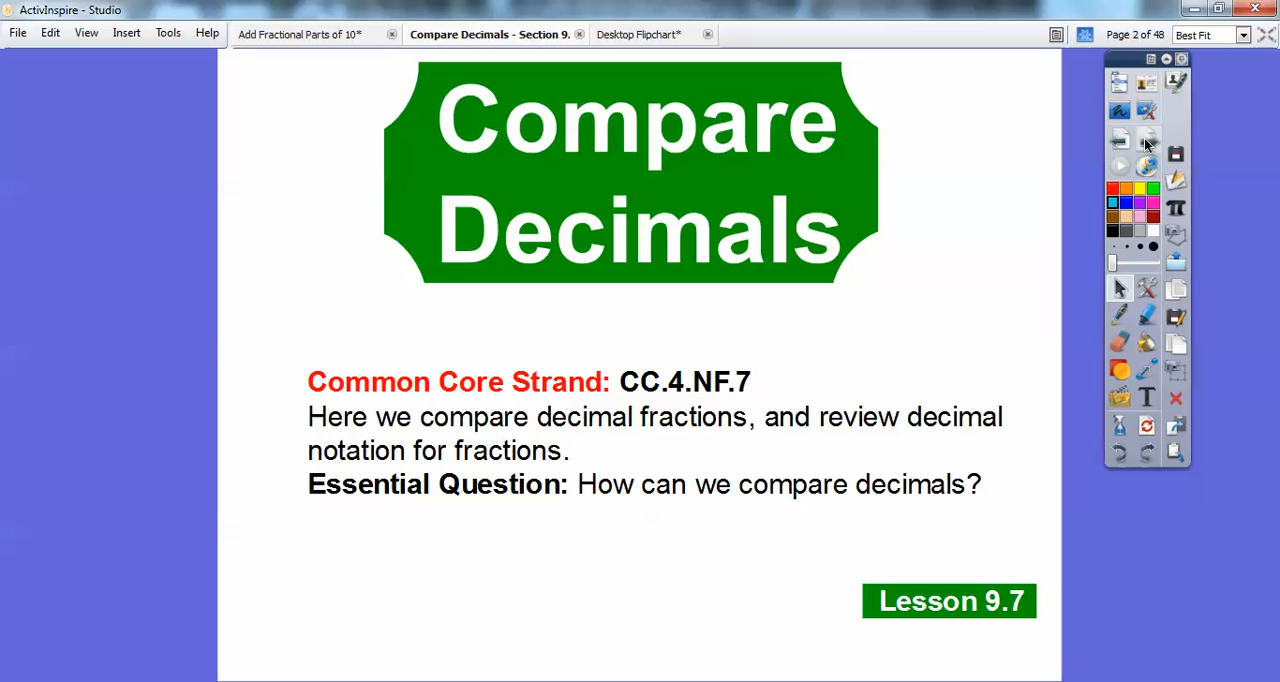 ActivInspire - Studio
File Edit View Insert Tools Help
Add Fractional Parts of 10* Compare Decimals - Section 9. Desktop Flipchart* Page 2 of 48 Best Fit
Compare
Decimals
Common Core Strand: CC.4.NF.7
Here we compare decimal fractions, and review decimal
notation for fractions.
Essential Question: How can we compare decimals?
Lesson 9.7